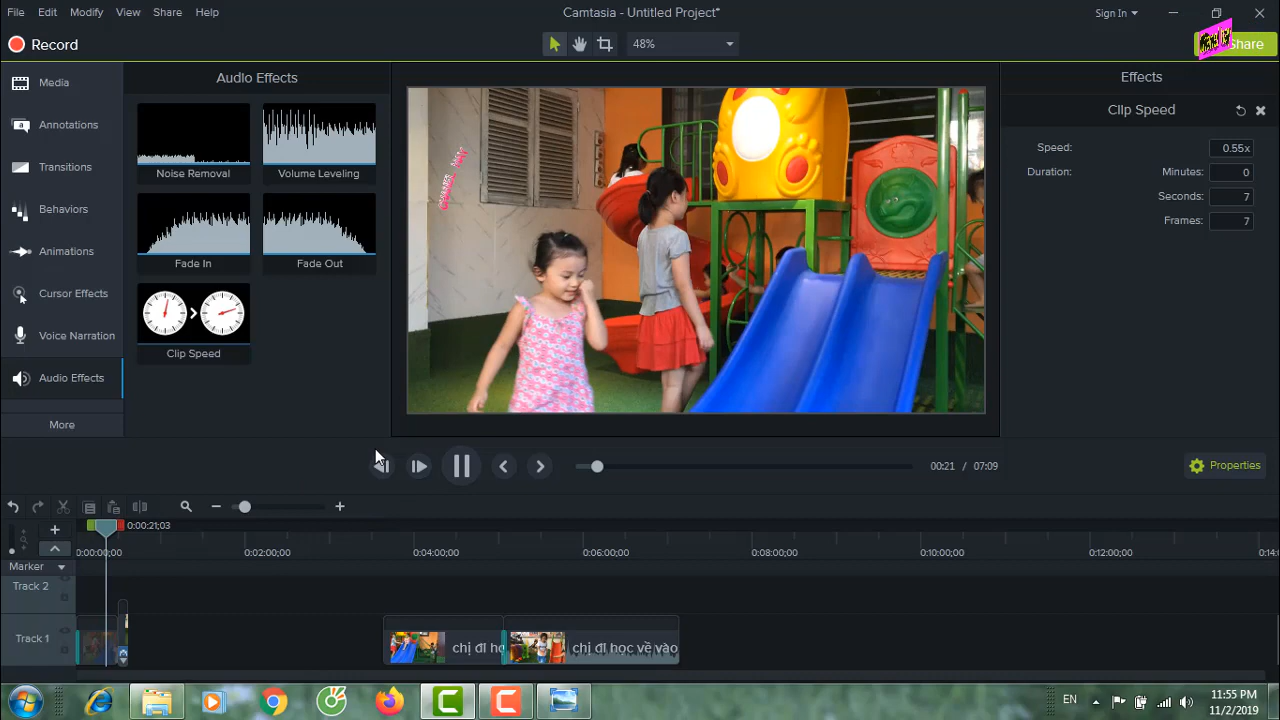 File Edit Modify View Share Help
Camtasia - Untitled Project*
Sign In
Record
48%
Share
Media
Annotations
Transitions
Behaviors
Animations
Cursor Effects
Voice Narration
Audio Effects
More
Audio Effects
Noise Removal
Volume Leveling
Fade In
Fade Out
Clip Speed
Effects
Clip Speed
Speed: 0.55x
Duration: Minutes: 0
Seconds: 7
Frames: 7
00:21 / 07:09
Properties
0:00:21;03
0:00:00;00 0:02:00;00 0:04:00;00 0:06:00;00 0:08:00;00 0:10:00;00 0:12:00;00
Marker
Track 2
Track 1
chị đi họ
chị đi học về vào
EN
11:55 PM
11/2/2019